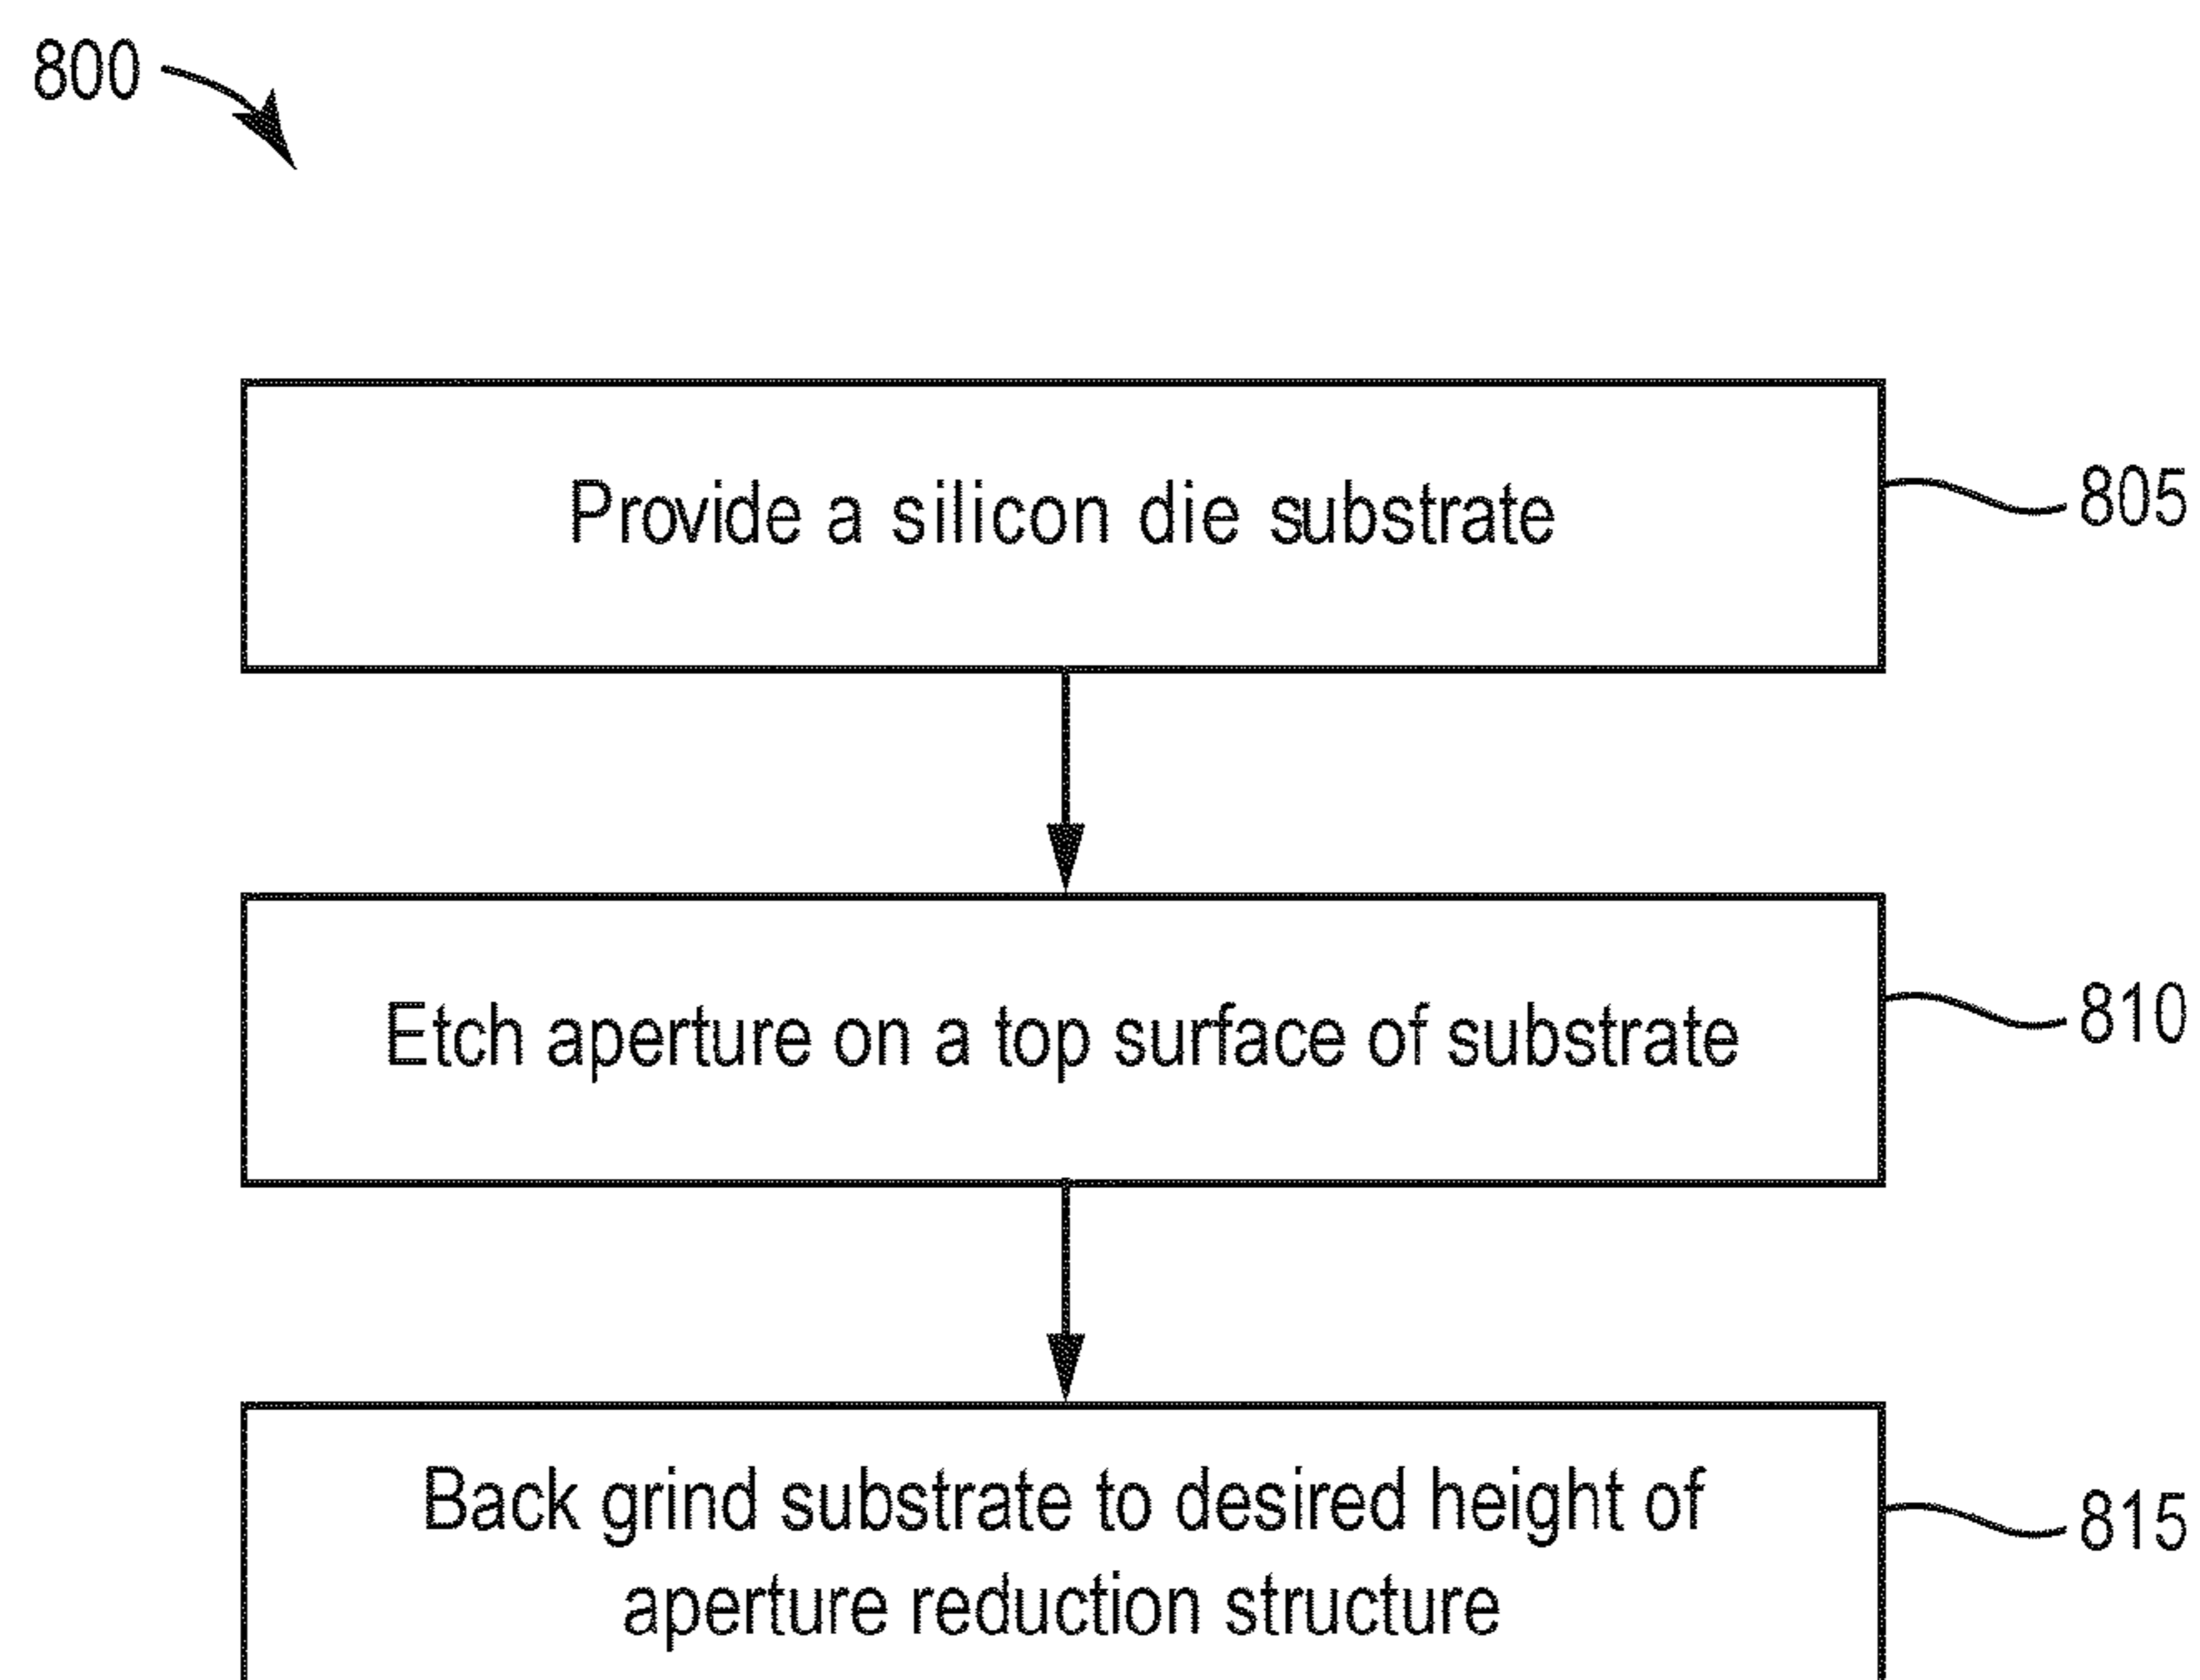 800
Provide a silicon die substrate
805
Etch aperture on a top surface of substrate
810
Back grind substrate to desired height of
aperture reduction structure
815